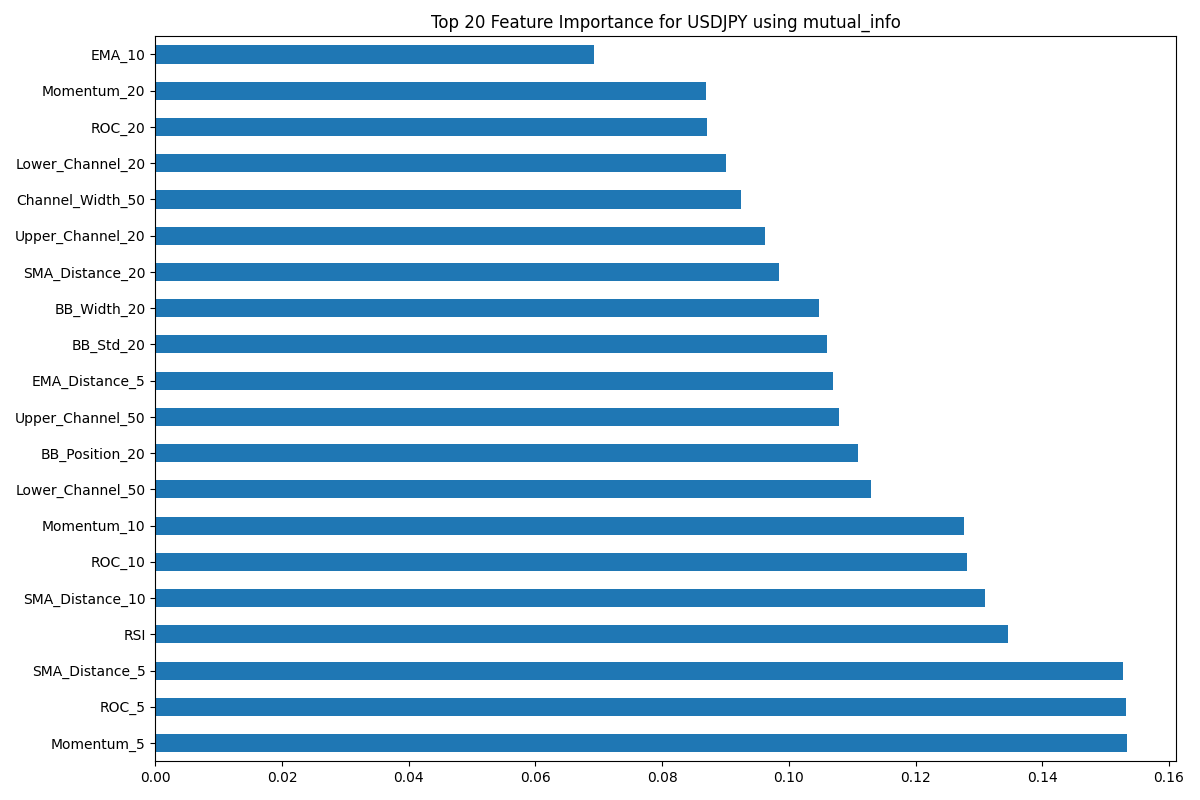 Top 20 Feature Importance for USDJPY using mutual_info
EMA_10
Momentum_20
ROC_20
Lower_Channel_20
Channel_Width_50
Upper_Channel_20
SMA_Distance_20
BB_Width_20
BB_Std_20
EMA_Distance_5
Upper_Channel_50
BB_Position_20
Lower_Channel_50
Momentum_10
ROC_10
SMA_Distance_10
RSI
SMA_Distance_5
ROC_5
Momentum_5
0.00 0.02 0.04 0.06 0.08 0.10 0.12 0.14 0.16